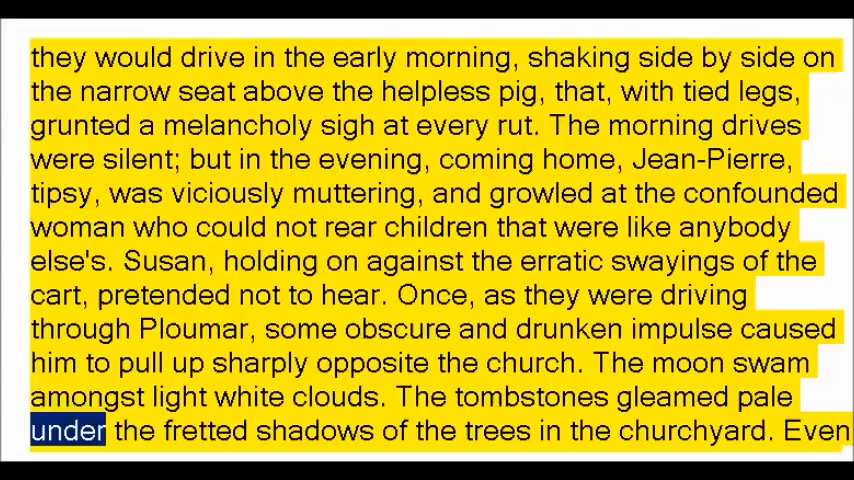 they would drive in the early morning, shaking side by side on
the narrow seat above the helpless pig, that, with tied legs,
grunted a melancholy sigh at every rut. The morning drives
were silent; but in the evening, coming home, Jean-Pierre,
tipsy, was viciously muttering, and growled at the confounded
woman who could not rear children that were like anybody
else's. Susan, holding on against the erratic swayings of the
cart, pretended not to hear. Once, as they were driving
through Ploumar, some obscure and drunken impulse caused
him to pull up sharply opposite the church. The moon swam
amongst light white clouds. The tombstones gleamed pale
under the fretted shadows of the trees in the churchyard. Even